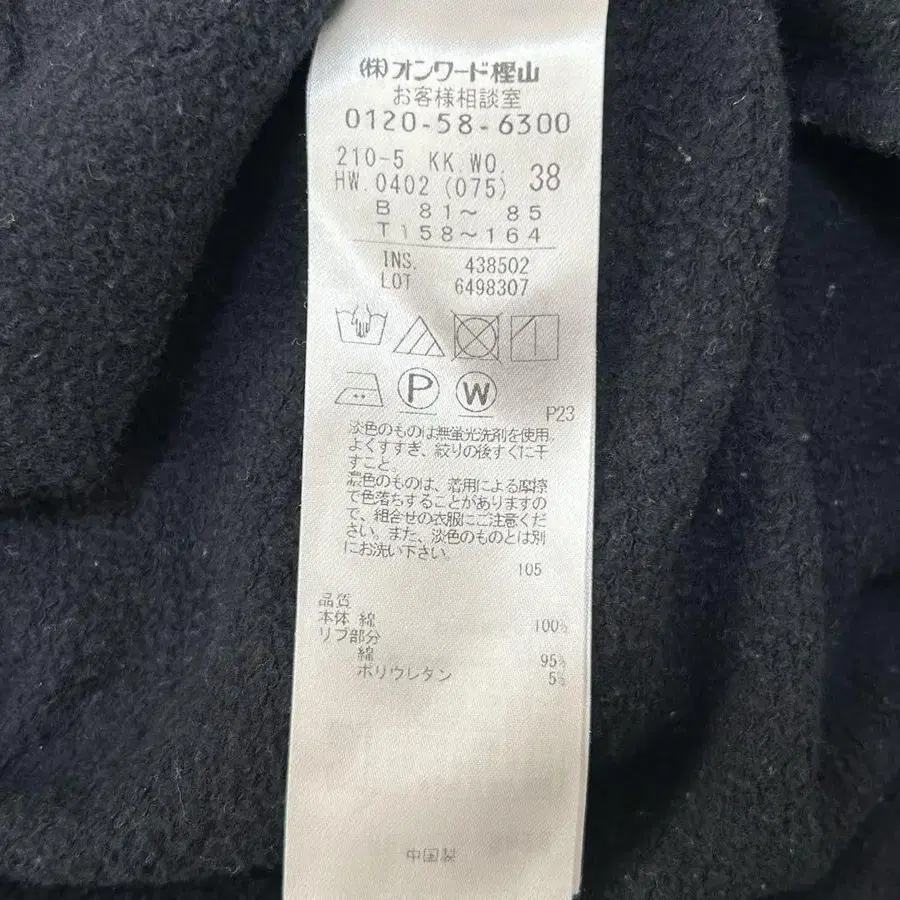 (株)オンワード樫山
お客様相談室
0120-58-6300
210-5 KK.WO. 38
HW.0402 (075)
B 81～ 85
T158～164
INS. 438502
LOT 6498307
P
W
P23
淡色のものは無蛍光洗剤を使用、
よくすすぎ、絞りの後すぐに干
すこと。
濃色のものは、着用による摩擦
で色落ちすることがありますの
で、組合せの衣服にご注意くだ
さい。また、淡色のものとは別
にお洗い下さい。
105
品質
本体 綿 100%
リブ部分
綿 95%
ポリウレタン 5%
中国製